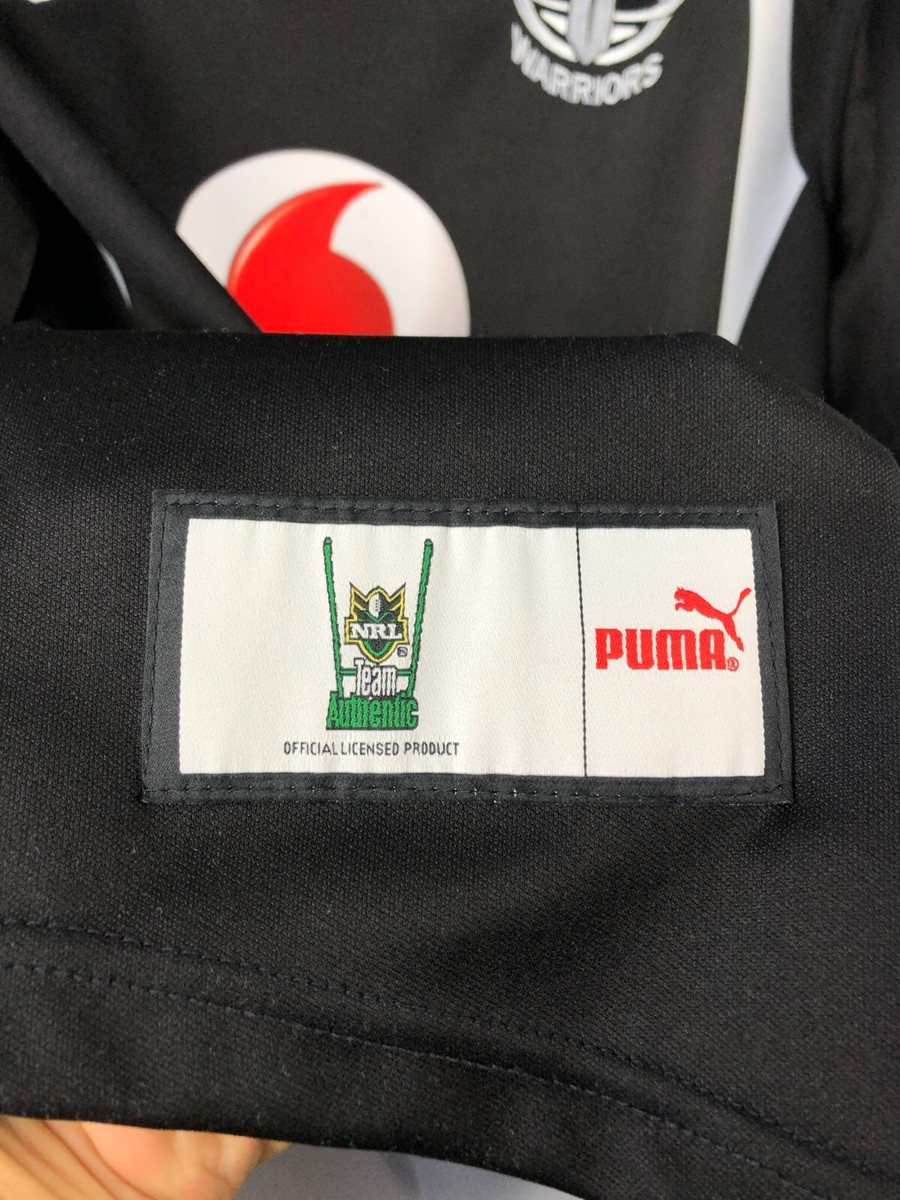 WARRIORS
NRL
Team
Authentic
OFFICIAL LICENSED PRODUCT
PUMA®